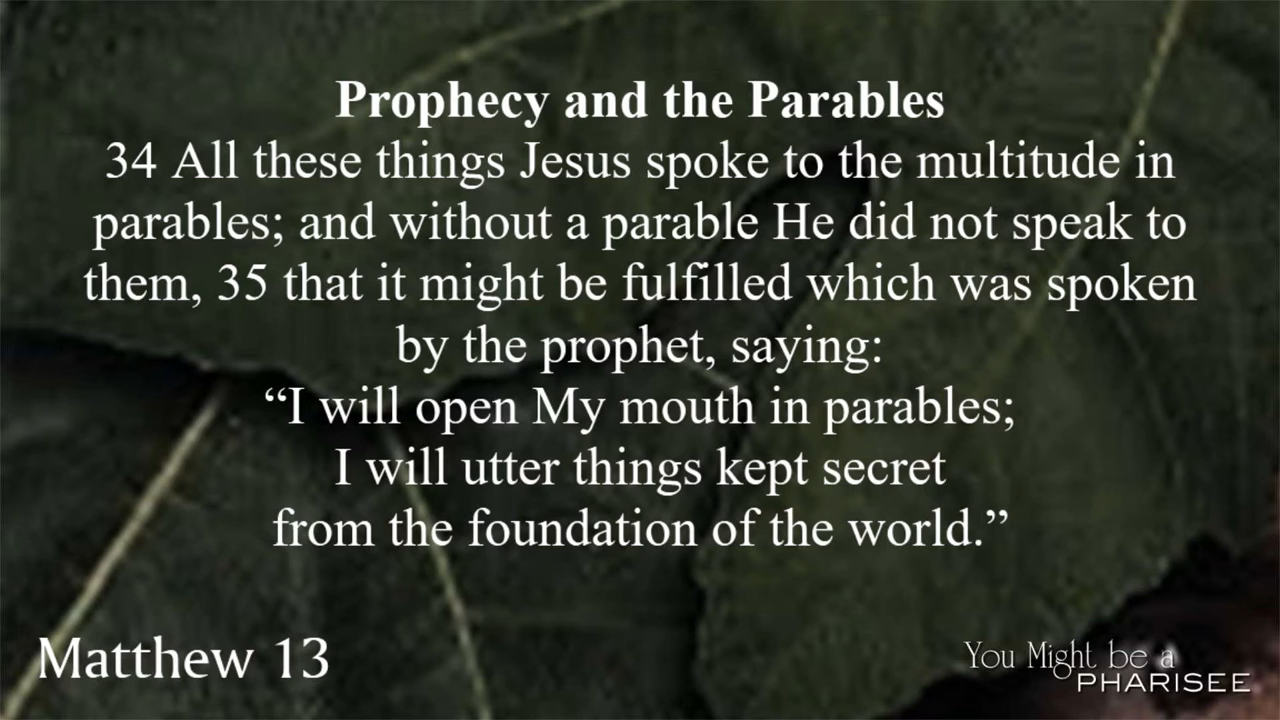 Prophecy and the Parables
34 All these things Jesus spoke to the multitude in
parables; and without a parable He did not speak to
them, 35 that it might be fulfilled which was spoken
by the prophet, saying:
“I will open My mouth in parables;
I will utter things kept secret
from the foundation of the world.”
Matthew 13
You Might be a
PHARISEE